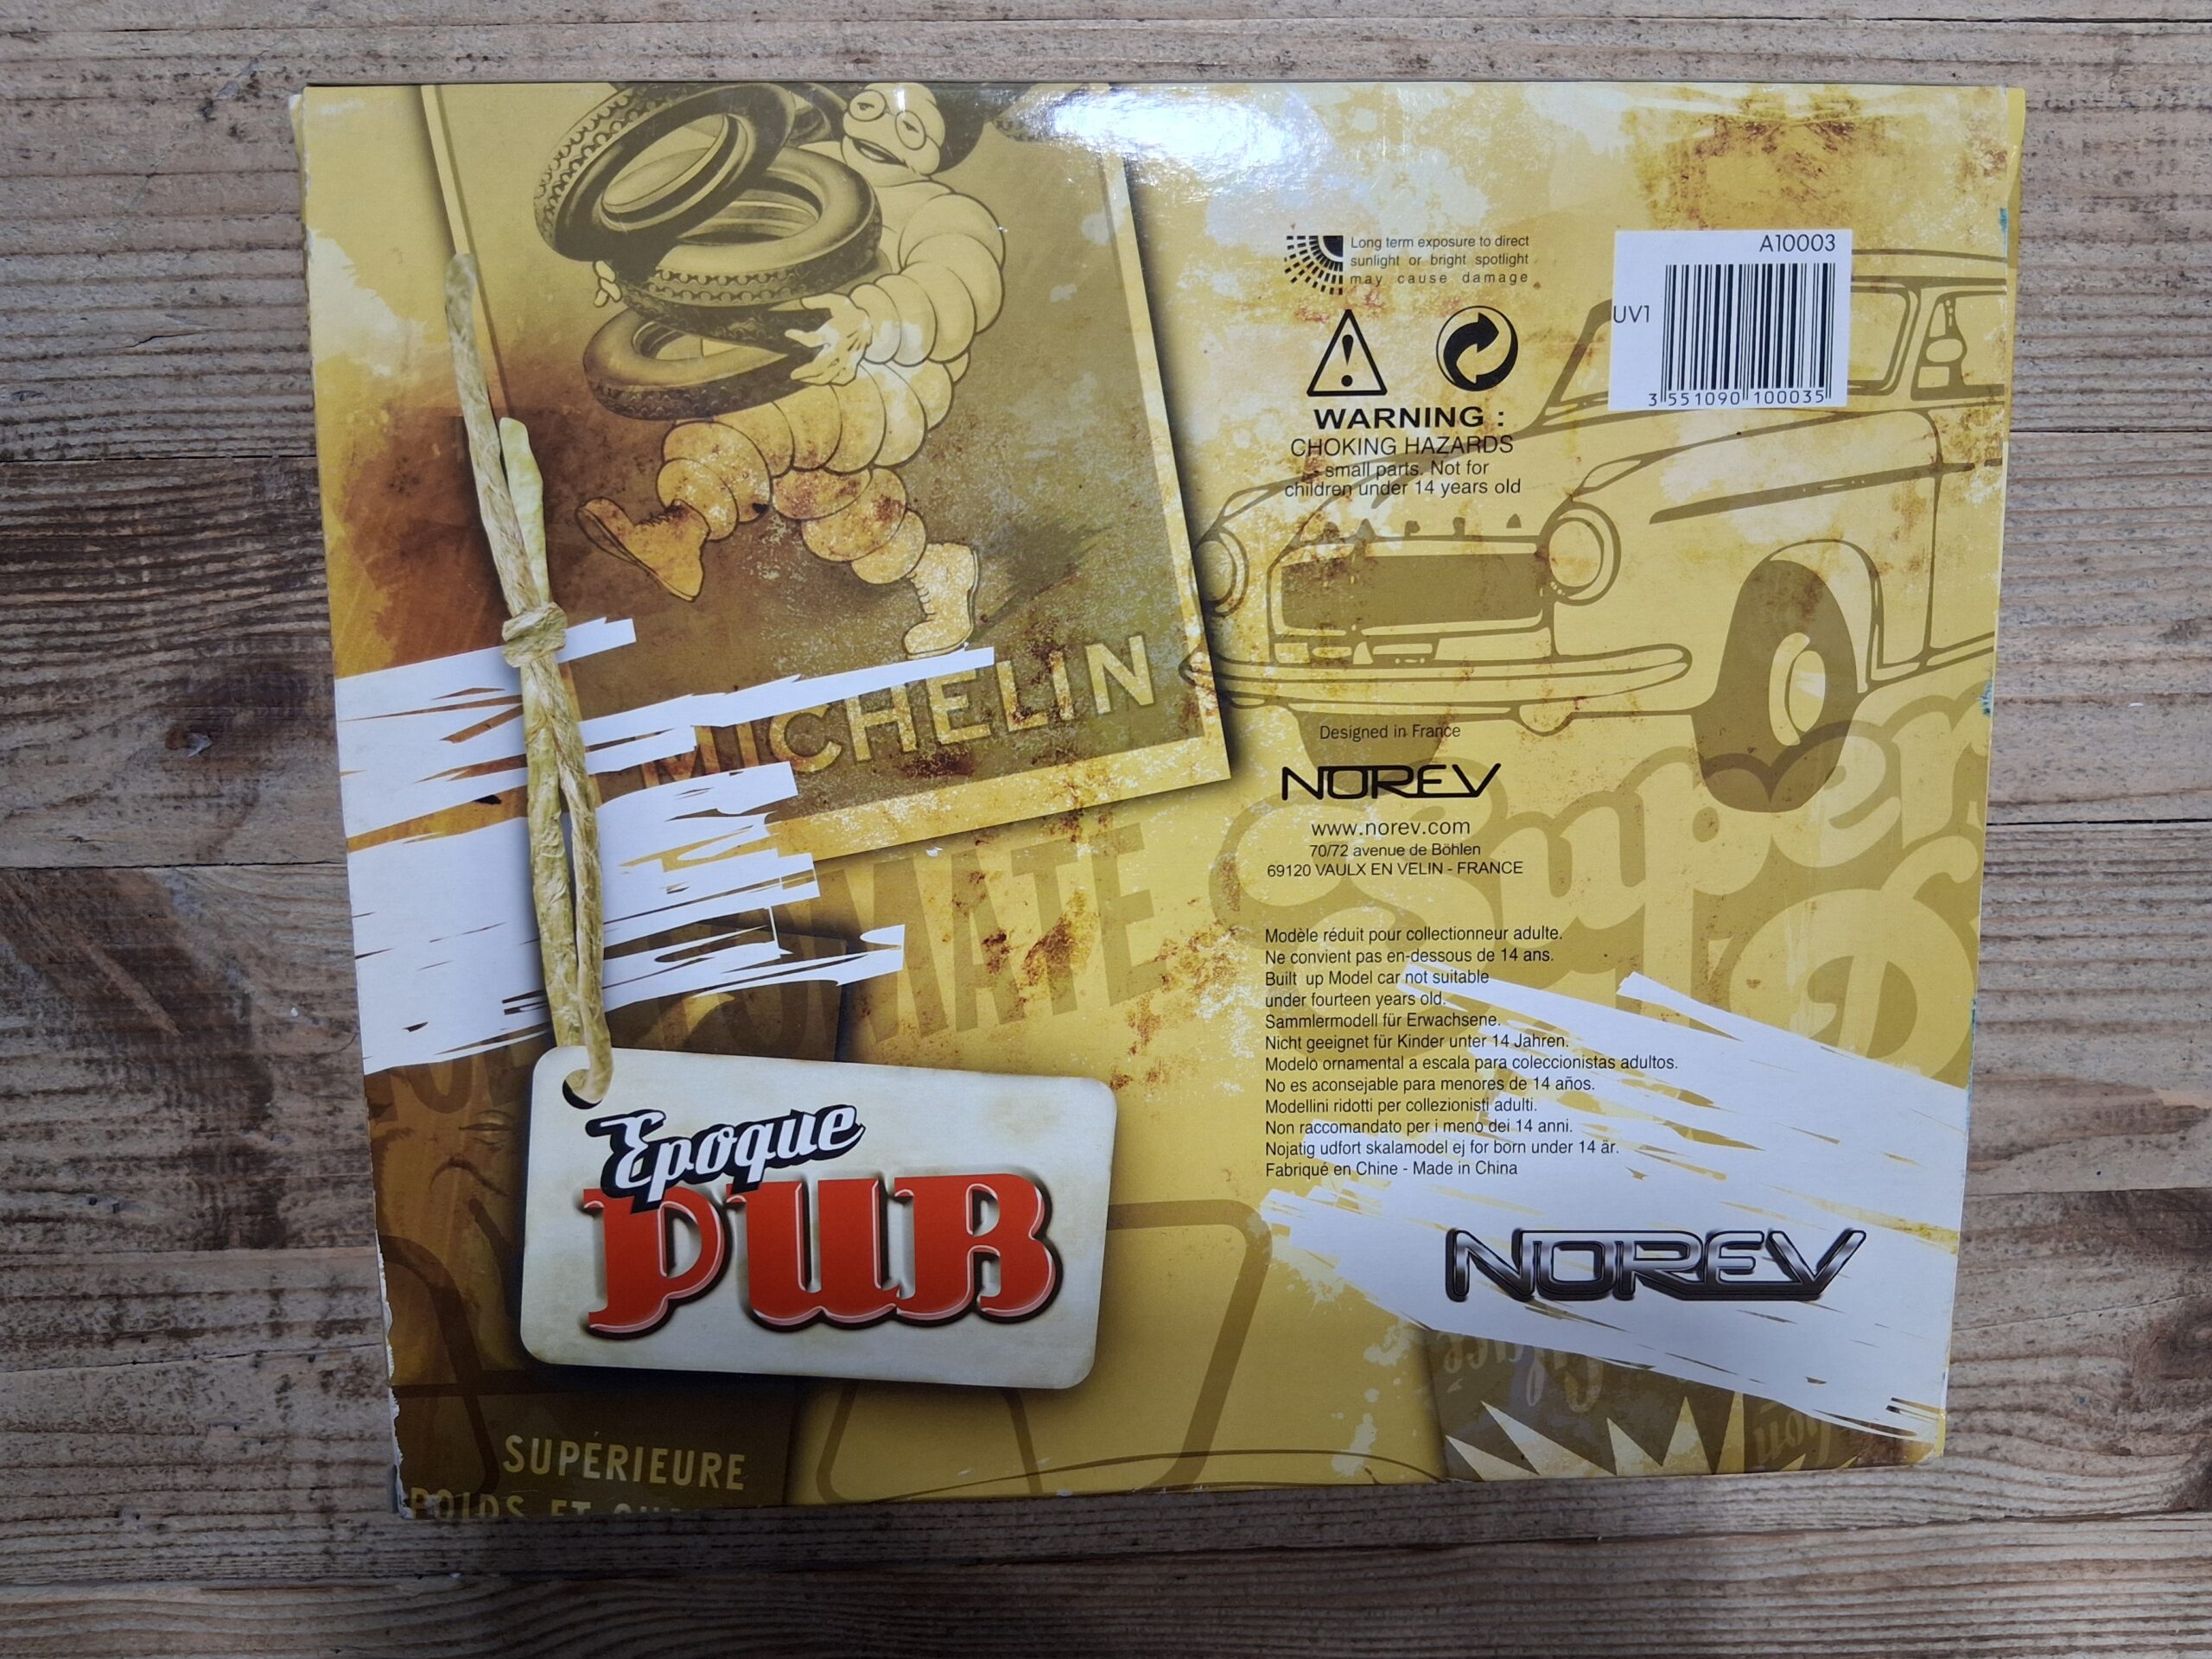 MICHELIN
Long term exposure to direct
sunlight or bright spotlight
may cause damage
A10003
UV1
3 551090 100035
WARNING :
CHOKING HAZARDS
small parts. Not for
children under 14 years old
Designed in France
NOREV
www.norev.com
70/72 avenue de Böhlen
69120 VAULX EN VELIN - FRANCE
Super
Modèle réduit pour collectionneur adulte.
Ne convient pas en-dessous de 14 ans.
Built up Model car not suitable
under fourteen years old.
Sammlermodell für Erwachsene.
Nicht geeignet für Kinder unter 14 Jahren.
Modelo ornamental a escala para coleccionistas adultos.
No es aconsejable para menores de 14 años.
Modellini ridotti per collezionisti adulti.
Non raccomandato per i meno dei 14 anni.
Nojatig udfort skalamodel ej for born under 14 är.
Fabriqué en Chine - Made in China
Epoque
PUB
NOREV
SUPÉRIEURE